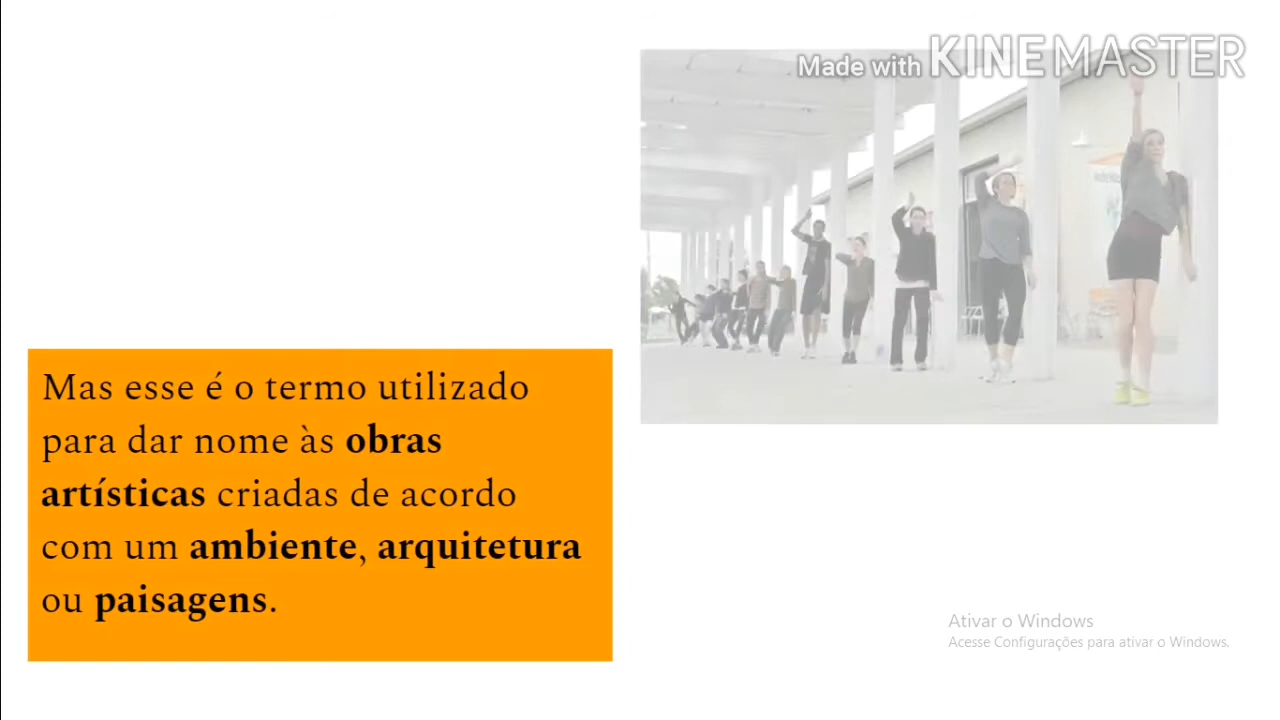 Made with KINEMASTER
Mas esse é o termo utilizado
para dar nome às obras
artísticas criadas de acordo
com um ambiente, arquitetura
ou paisagens.
Ativar o Windows
Acesse Configurações para ativar o Windows.